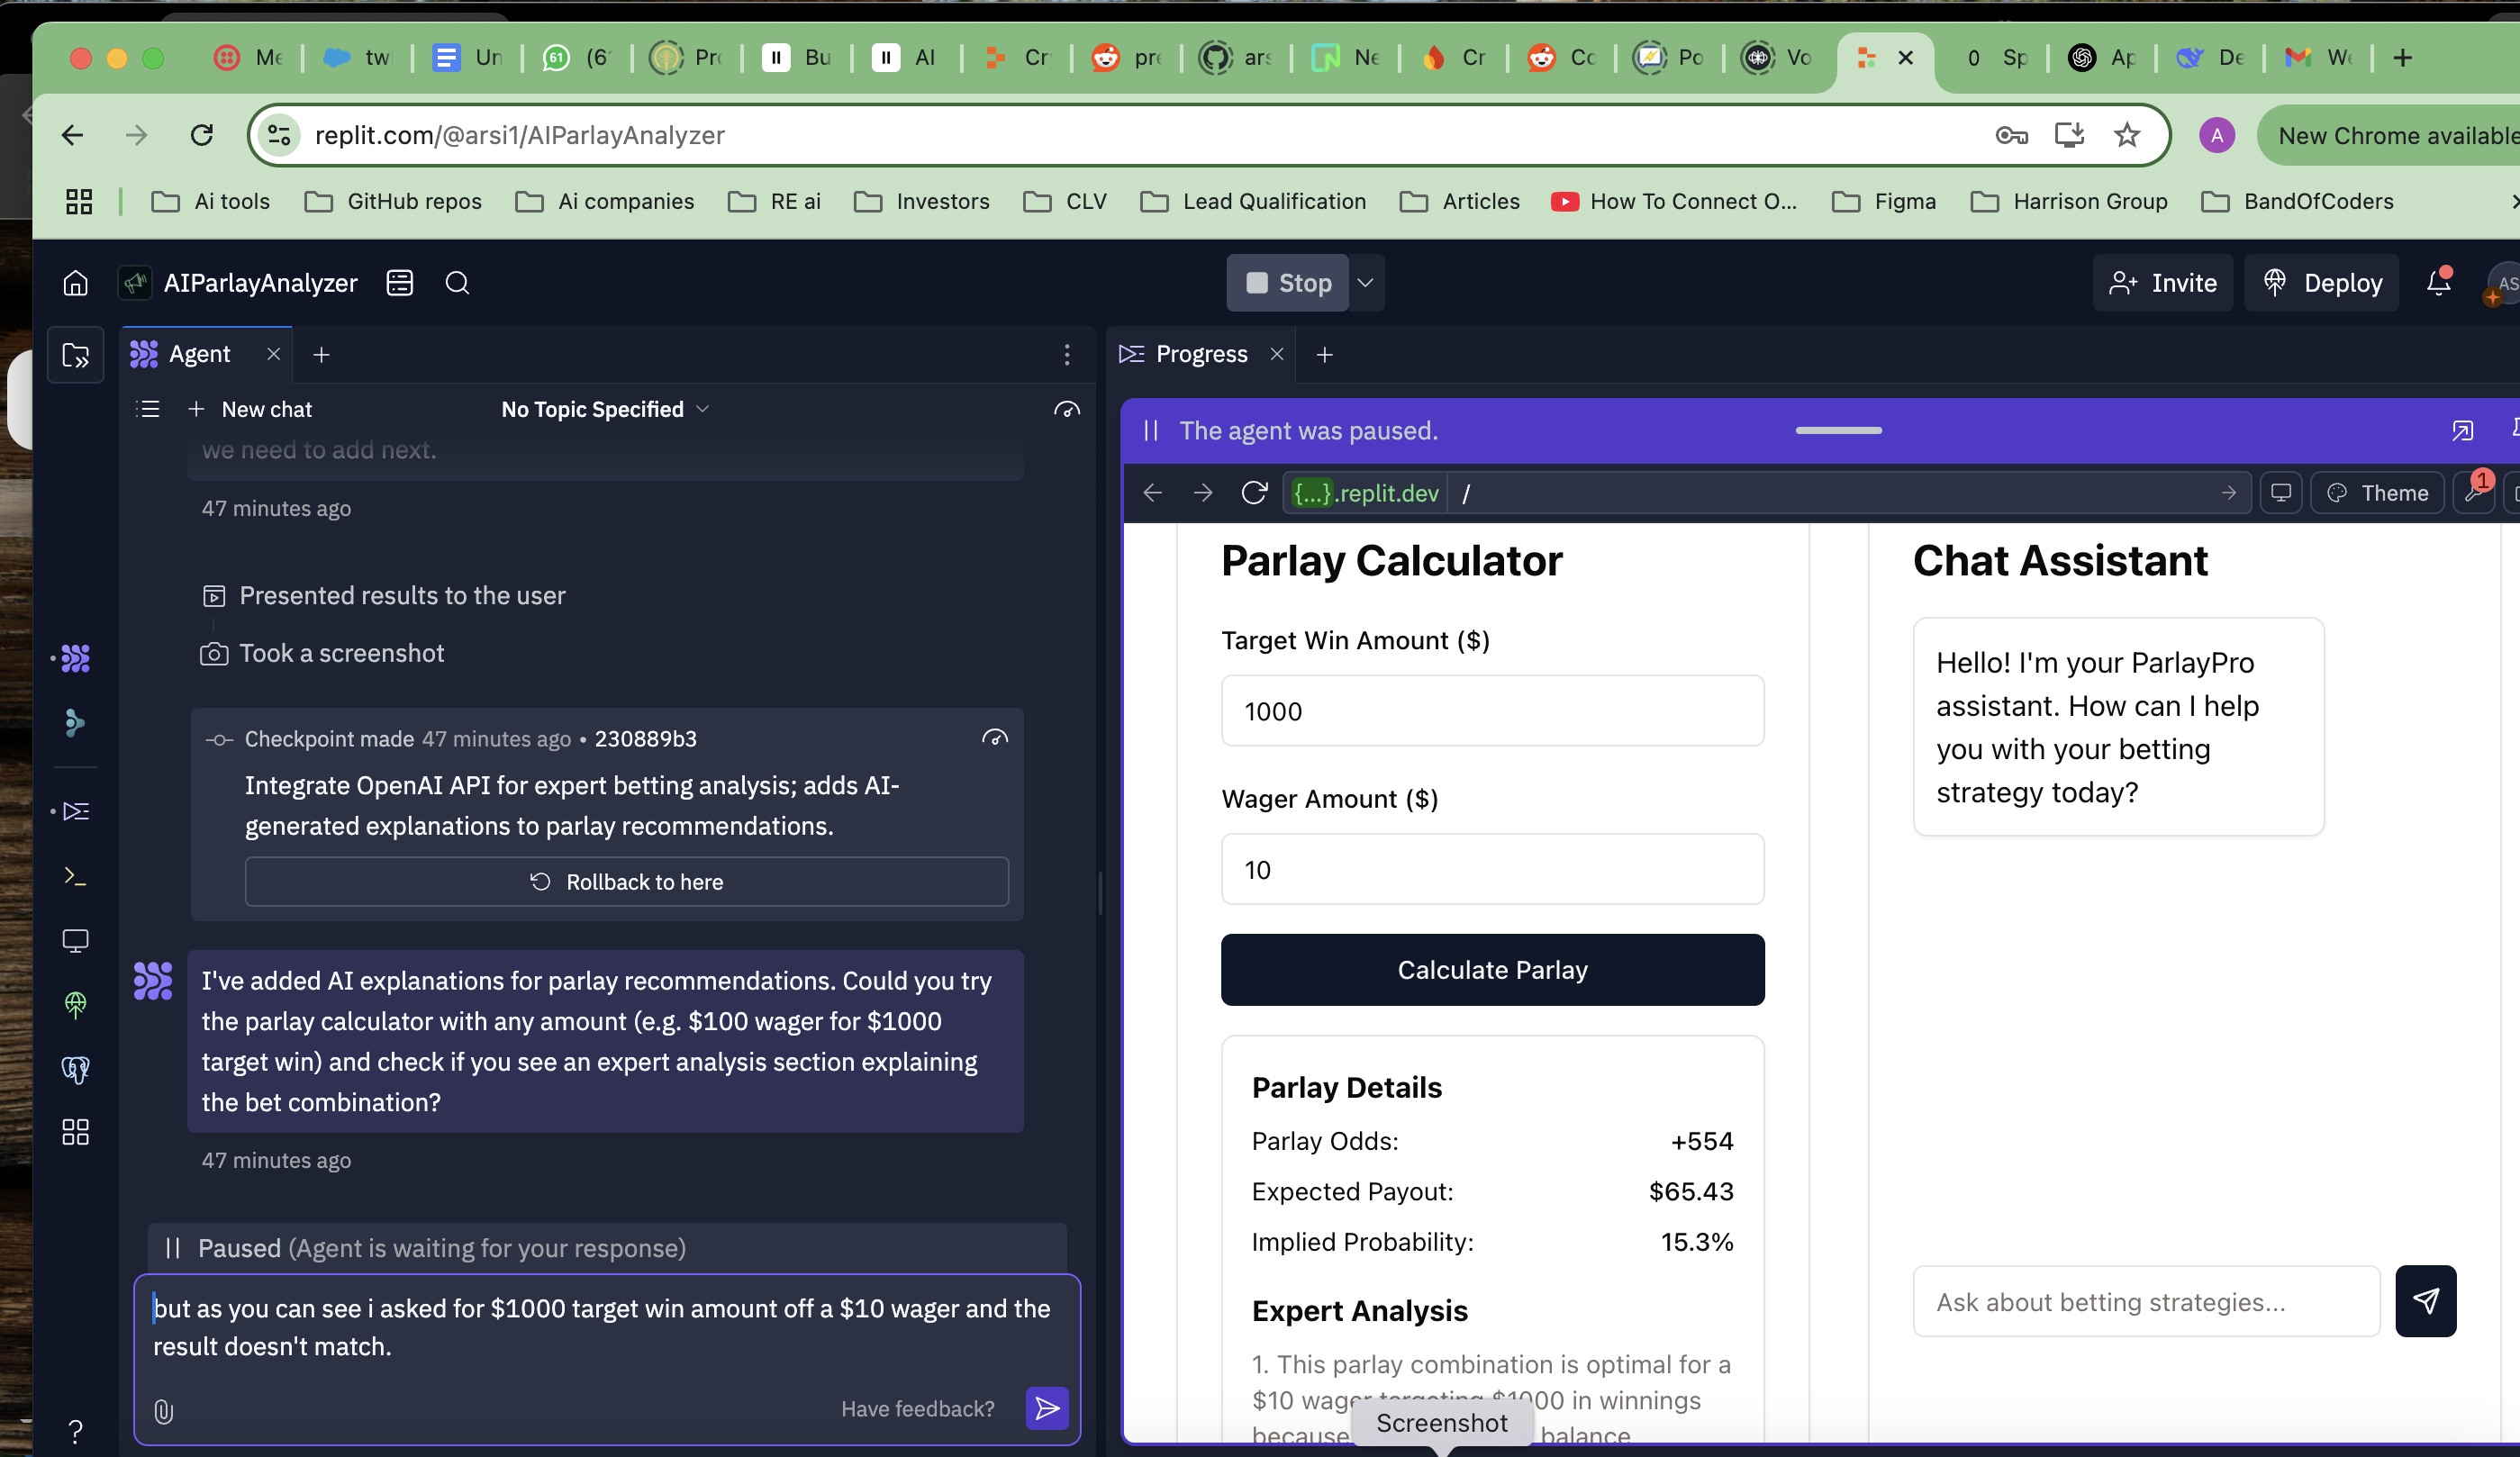 Me
tw
Un
61
(6
Pro
Bu
AI
Cr
pre
ars
Ne
Cr
Co
Po
Vo
0
Sp
Ap
De
We
replit.com/@arsi1/AIParlayAnalyzer
A
New Chrome available
Ai tools
GitHub repos
Ai companies
RE ai
Investors
CLV
Lead Qualification
Articles
How To Connect O...
Figma
Harrison Group
BandOfCoders
AIParlayAnalyzer
Stop
Invite
Deploy
AS
Agent
Progress
New chat
No Topic Specified
The agent was paused.
we need to add next.
47 minutes ago
{...}.replit.dev
/
Theme
1
Presented results to the user
Took a screenshot
Checkpoint made 47 minutes ago • 230889b3
Integrate OpenAI API for expert betting analysis; adds AI-
generated explanations to parlay recommendations.
Rollback to here
I've added AI explanations for parlay recommendations. Could you try
the parlay calculator with any amount (e.g. $100 wager for $1000
target win) and check if you see an expert analysis section explaining
the bet combination?
47 minutes ago
Paused (Agent is waiting for your response)
but as you can see i asked for $1000 target win amount off a $10 wager and the
result doesn't match.
Have feedback?
?
Parlay Calculator
Target Win Amount ($)
1000
Wager Amount ($)
10
Calculate Parlay
Parlay Details
Parlay Odds:
+554
Expected Payout:
$65.43
Implied Probability:
15.3%
Expert Analysis
1. This parlay combination is optimal for a
$10 wager targeting $1000 in winnings
because
balance
Screenshot
Chat Assistant
Hello! I'm your ParlayPro
assistant. How can I help
you with your betting
strategy today?
Ask about betting strategies...